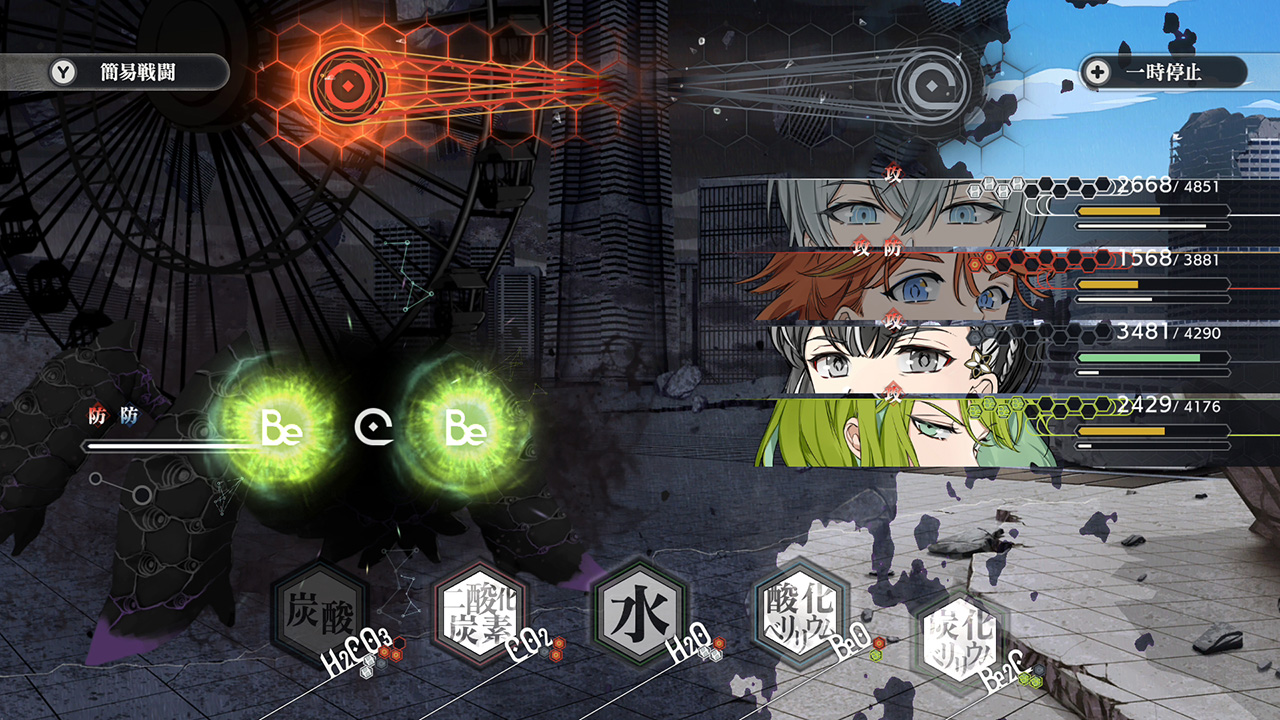 Y 簡易戦闘
一時停止
攻
2668/ 4851
攻 防
1568/ 3881
攻
3481/ 4290
攻
2429/ 4176
防 防
Be
Be
炭酸
H2CO3
二酸化炭素
CO2
水
H2O
酸化ベリリウム
BeO
炭化ベリリウム
Be2C